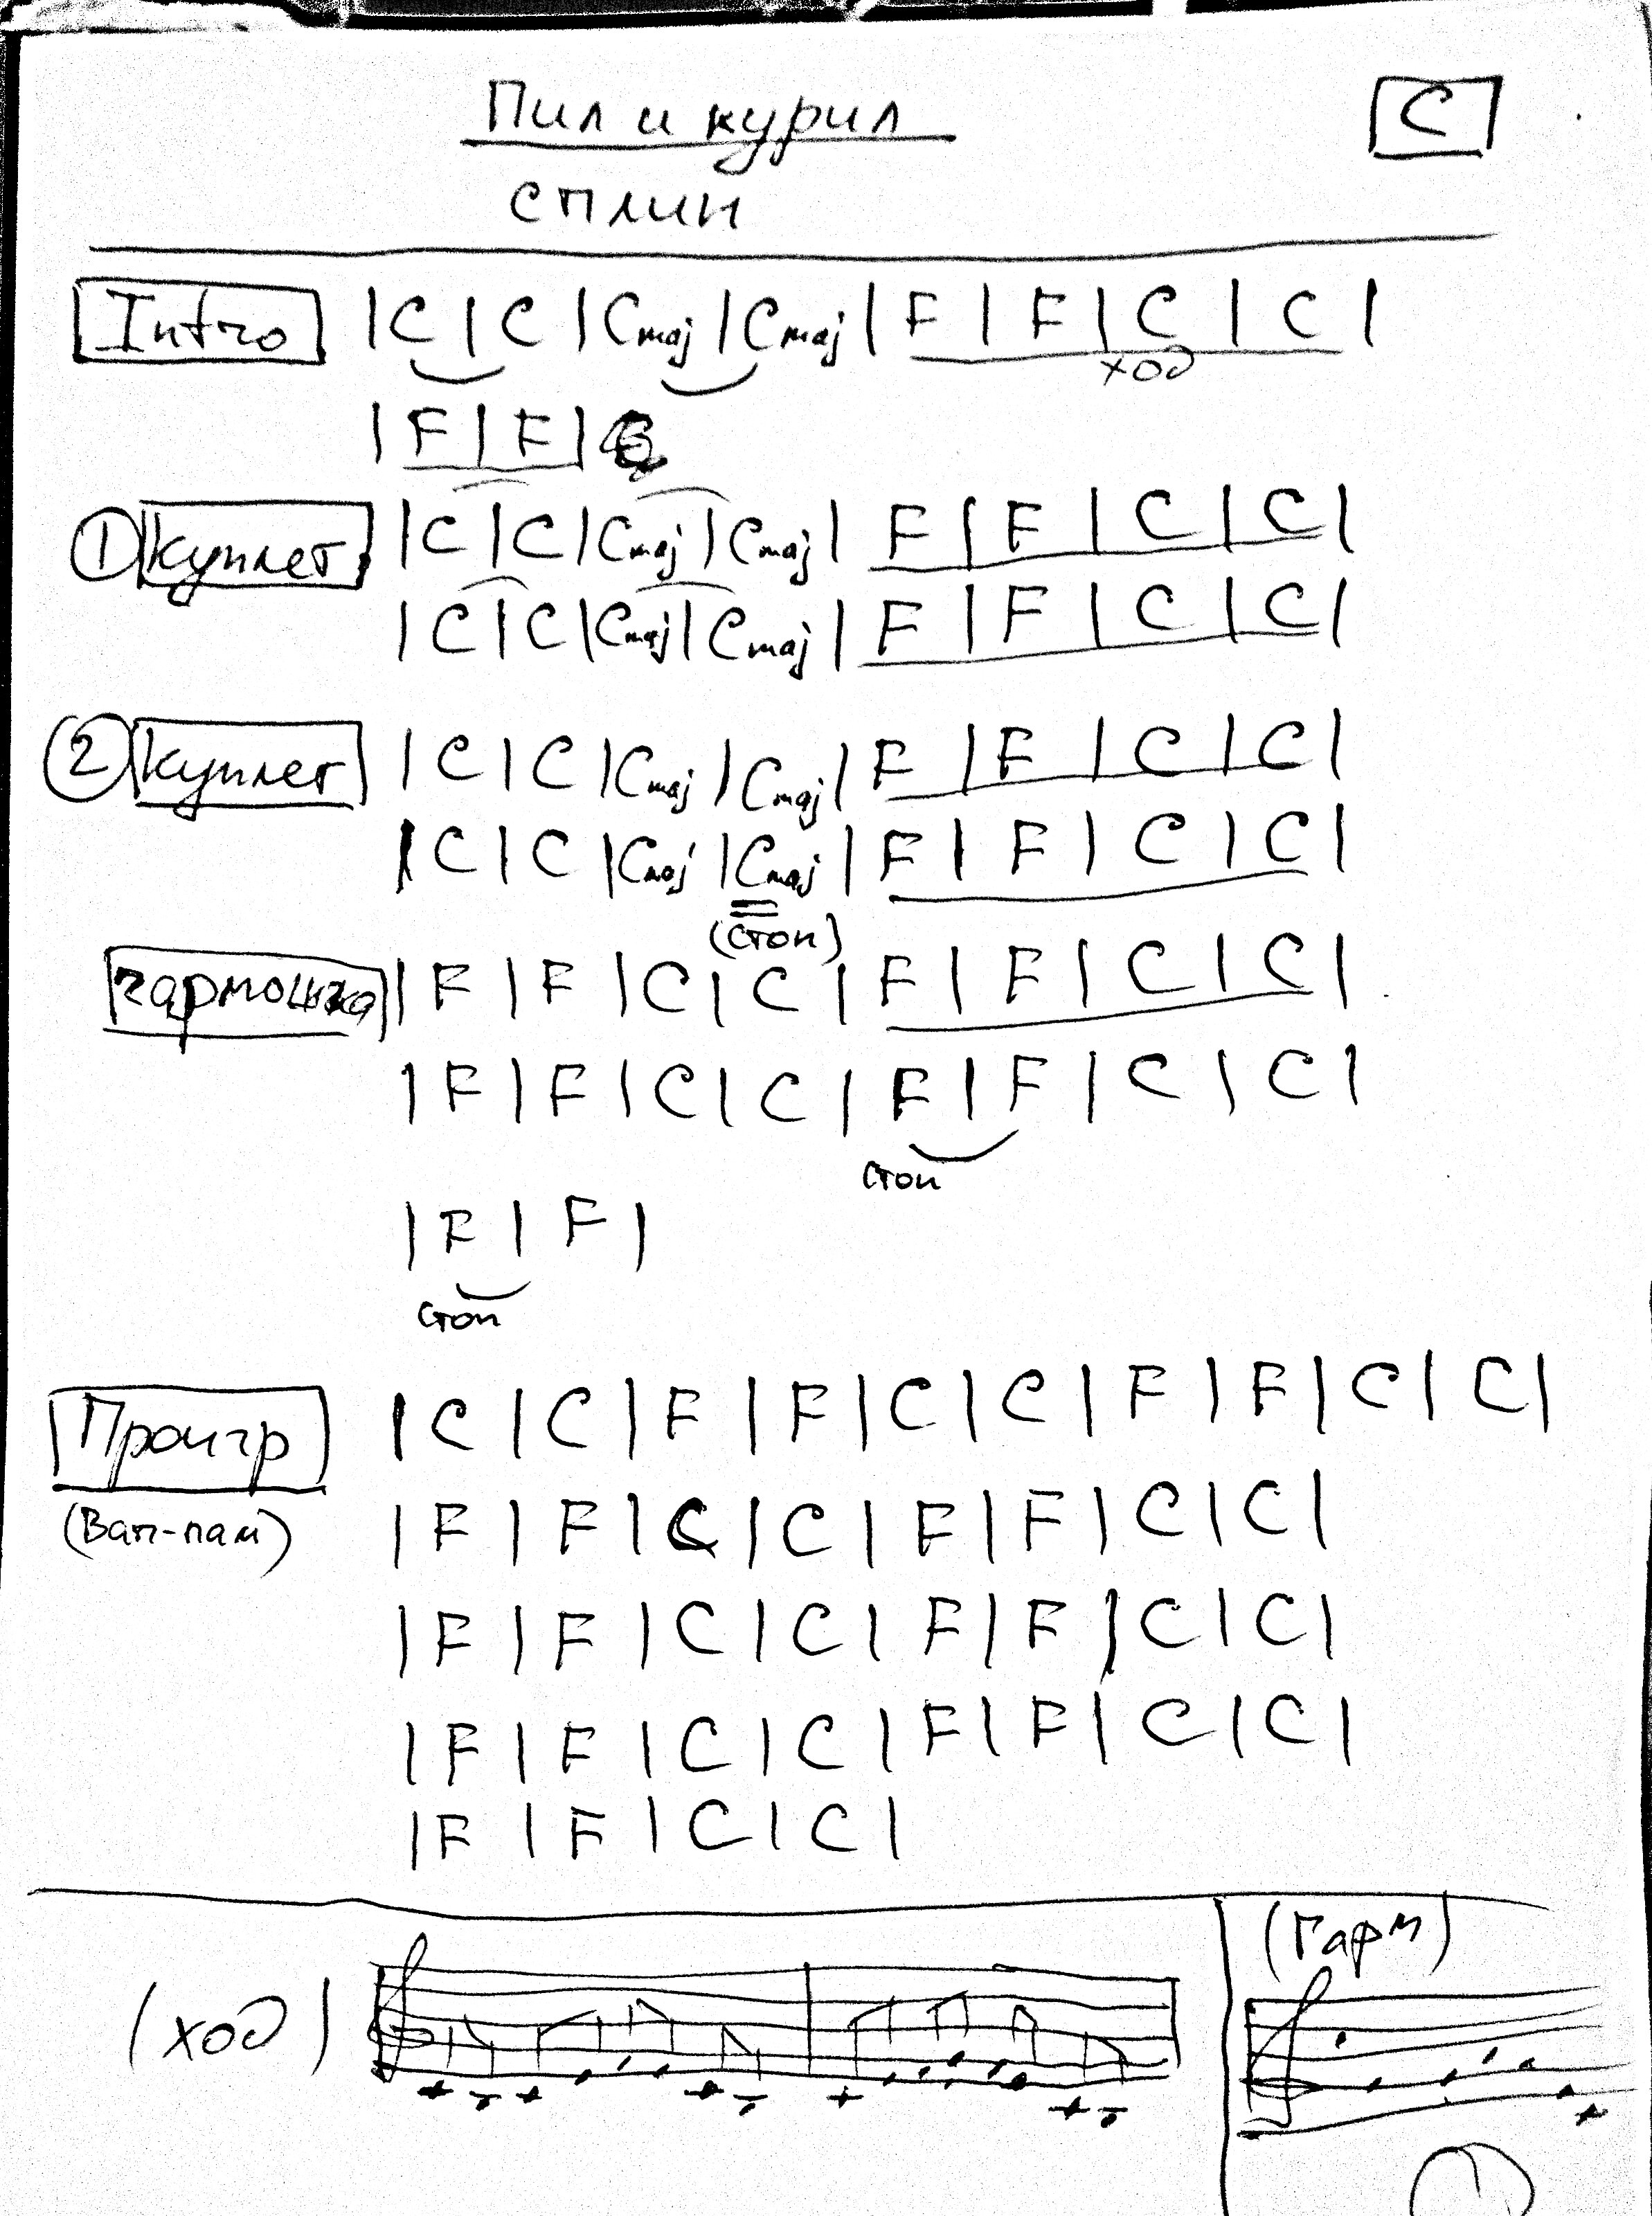 Пил и курил
C
сплин
Intro | C | C | Cmaj | Cmaj | F | F | C | C |
ход
| F | F |
1 куплет | C | C | Cmaj | Cmaj | F | F | C | C |
| C | C | Cmaj | Cmaj | F | F | C | C |
2 куплет | C | C | Cmaj | Cmaj | F | F | C | C |
| C | C | Cmaj | Cmaj | F | F | C | C |
(стоп)
гармошка | F | F | C | C | F | F | C | C |
| F | F | C | C | F | F | C | C |
стоп
| F | F |
стоп
Проигр | C | C | F | F | C | C | F | F | C | C |
(Вап-пам) | F | F | C | C | F | F | C | C |
| F | F | C | C | F | F | C | C |
| F | F | C | C | F | F | C | C |
| F | F | C | C |
(ход)
(Гарм)